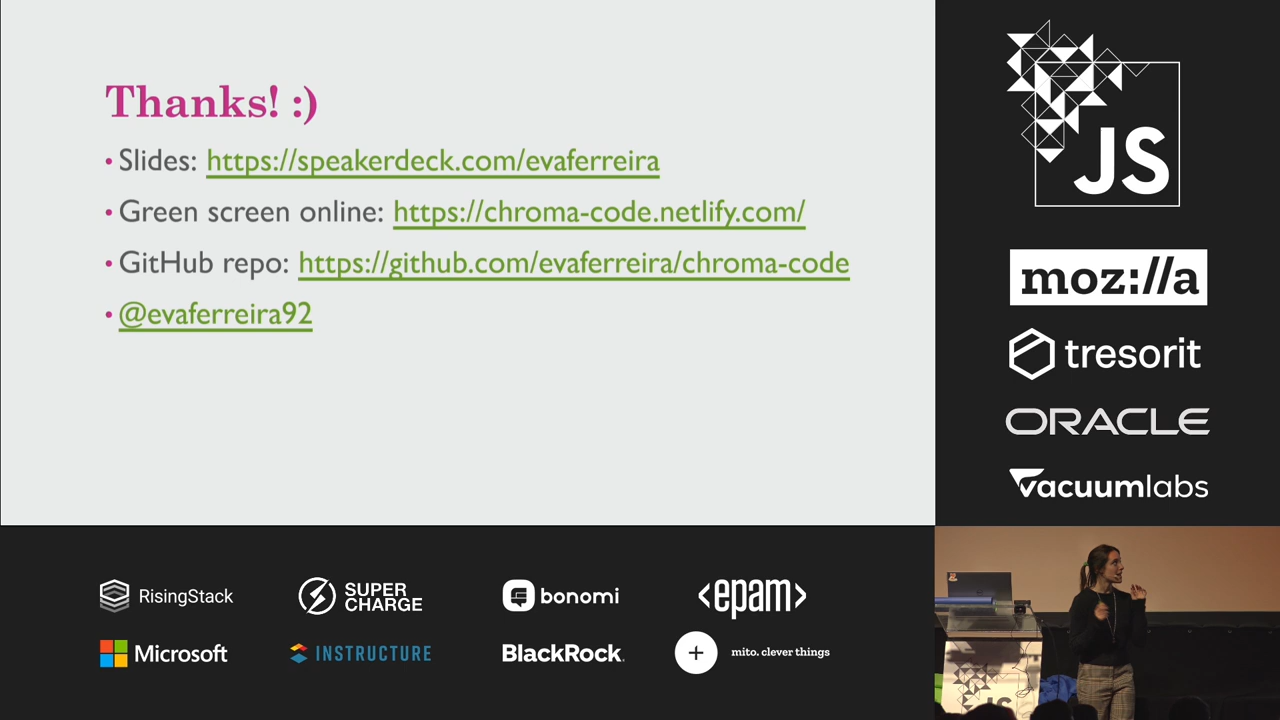 Thanks! :)
• Slides: https://speakerdeck.com/evaferreira
• Green screen online: https://chroma-code.netlify.com/
• GitHub repo: https://github.com/evaferreira/chroma-code
• @evaferreira92
JS
moz://a
tresorit
ORACLE
vacuumlabs
RisingStack
SUPER
CHARGE
bonomi
<epam>
Microsoft
INSTRUCTURE
BlackRock.
+
mito. clever things
JS